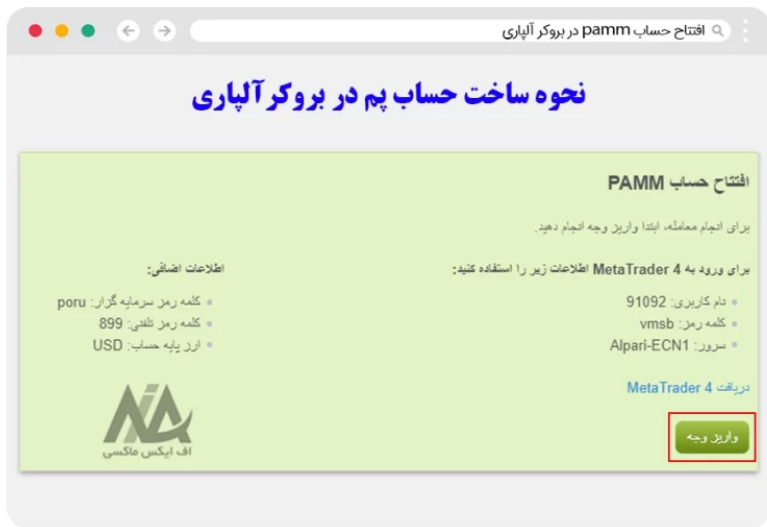 افتتاح حساب pamm در بروکر آلپاری
نحوه ساخت حساب پم در بروکر آلپاری
افتتاح حساب PAMM
برای انجام معامله، ابتدا واریز وجه انجام دهید.
برای ورود به MetaTrader 4 اطلاعات زیر را استفاده کنید:
نام کاربری: 91092
کلمه رمز: vmsb
سرور: Alpari-ECN1
دریافت MetaTrader 4
واریز وجه
اطلاعات اضافی:
کلمه رمز سرمایه گزار: poru
کلمه رمز تلفنی: 899
ارز پایه حساب: USD
اف ایکس ماکسی